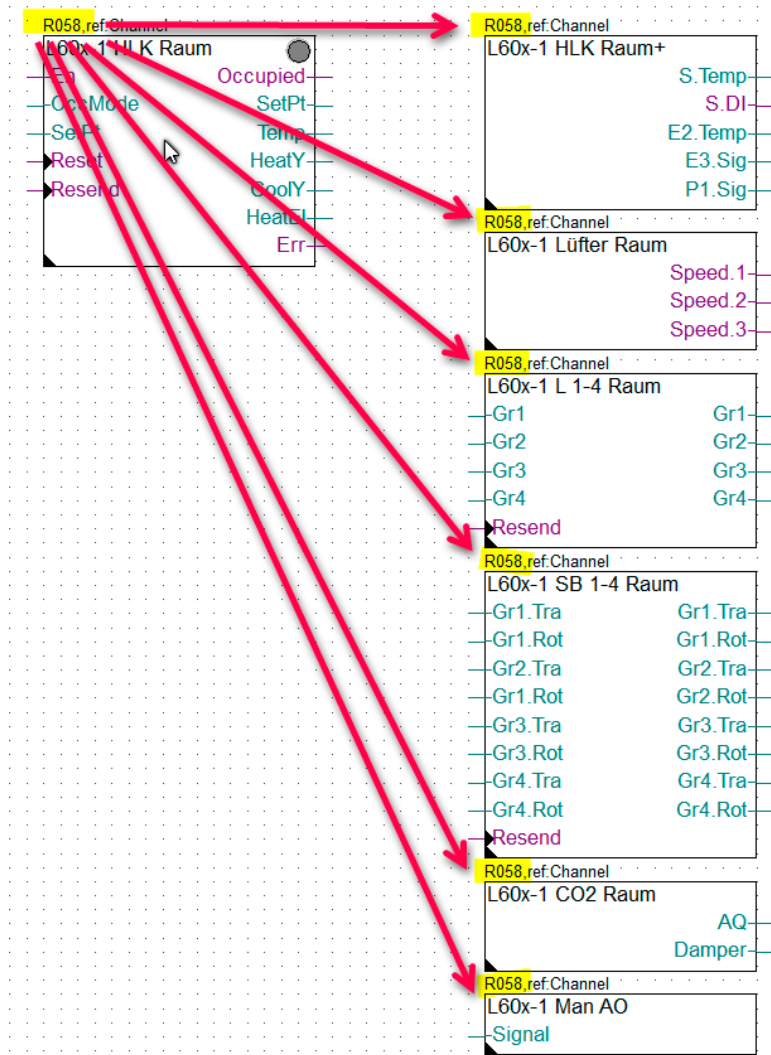 R058,ref:Channel
L60x-1 HLK Raum
En
Occupied
OccMode
SetPt
SetPt
Temp
Reset
HeatY
Resend
CoolY
HeatEl
Err
R058,ref:Channel
L60x-1 HLK Raum+
S.Temp
S.DI
E2.Temp
E3.Sig
P1.Sig
R058,ref:Channel
L60x-1 Lüfter Raum
Speed.1
Speed.2
Speed.3
R058,ref:Channel
L60x-1 L 1-4 Raum
Gr1 Gr1
Gr2 Gr2
Gr3 Gr3
Gr4 Gr4
Resend
R058,ref:Channel
L60x-1 SB 1-4 Raum
Gr1.Tra Gr1.Tra
Gr1.Rot Gr1.Rot
Gr2.Tra Gr2.Tra
Gr1.Rot Gr2.Rot
Gr3.Tra Gr3.Tra
Gr3.Rot Gr3.Rot
Gr4.Tra Gr4.Tra
Gr4.Rot Gr4.Rot
Resend
R058,ref:Channel
L60x-1 CO2 Raum
AQ
Damper
R058,ref:Channel
L60x-1 Man AO
Signal